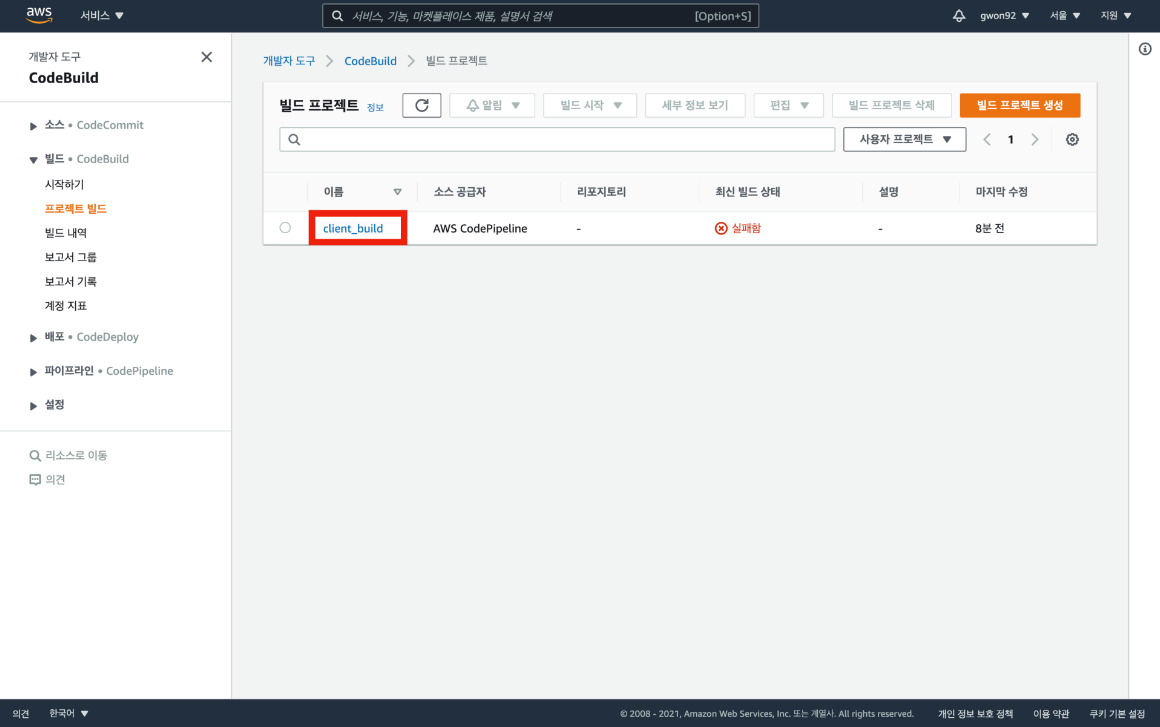 aws 서비스 서비스, 기능, 마켓플레이스 제품, 설명서 검색 [Option+S] gwon92 서울 지원
개발자 도구
CodeBuild
소스 • CodeCommit
빌드 • CodeBuild
시작하기
프로젝트 빌드
빌드 내역
보고서 그룹
보고서 기록
계정 지표
배포 • CodeDeploy
파이프라인 • CodePipeline
설정
리소스로 이동
의견
개발자 도구 CodeBuild 빌드 프로젝트
빌드 프로젝트 정보 알림 빌드 시작 세부 정보 보기 편집 빌드 프로젝트 삭제 빌드 프로젝트 생성
사용자 프로젝트 1
이름 소스 공급자 리포지토리 최신 빌드 상태 설명 마지막 수정
client_build AWS CodePipeline - 실패함 - 8분 전
의견 한국어 © 2008 - 2021, Amazon Web Services, Inc. 또는 계열사. All rights reserved. 개인 정보 보호 정책 이용 약관 쿠키 기본 설정